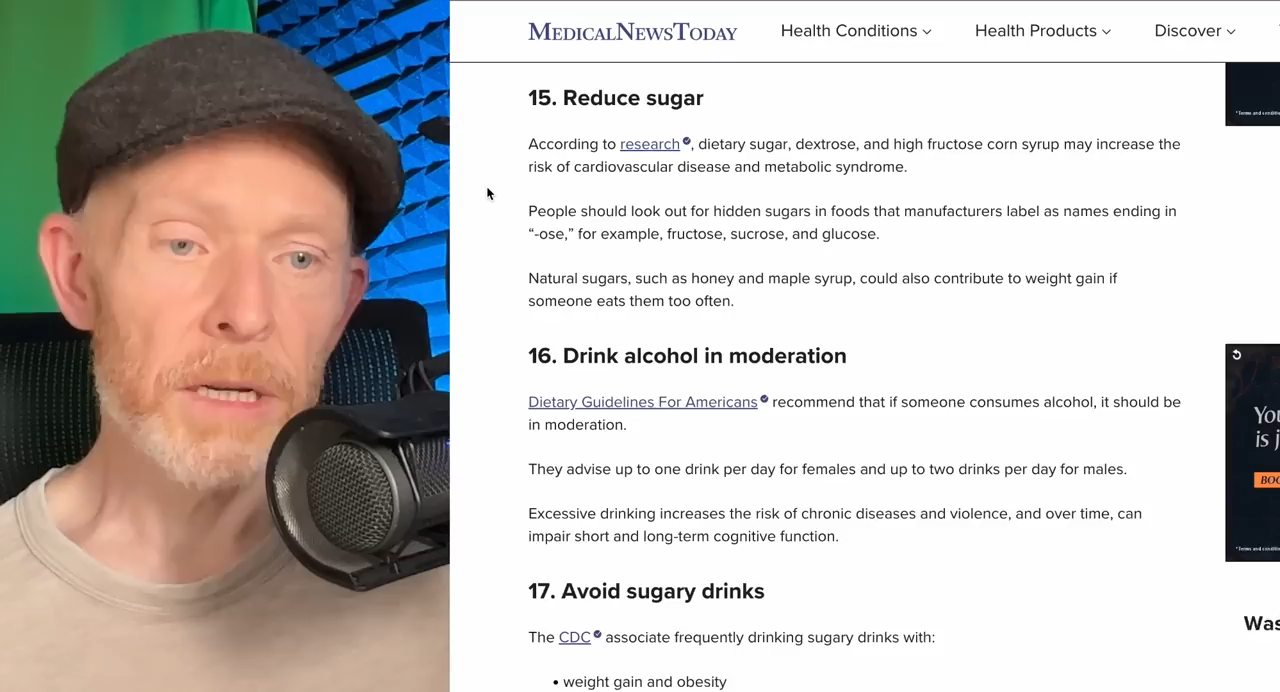 MEDICALNEWSTODAY Health Conditions Health Products Discover
15. Reduce sugar
According to research, dietary sugar, dextrose, and high fructose corn syrup may increase the
risk of cardiovascular disease and metabolic syndrome.
People should look out for hidden sugars in foods that manufacturers label as names ending in
“-ose,” for example, fructose, sucrose, and glucose.
Natural sugars, such as honey and maple syrup, could also contribute to weight gain if
someone eats them too often.
16. Drink alcohol in moderation
Dietary Guidelines For Americans recommend that if someone consumes alcohol, it should be
in moderation.
They advise up to one drink per day for females and up to two drinks per day for males.
Excessive drinking increases the risk of chronic diseases and violence, and over time, can
impair short and long-term cognitive function.
17. Avoid sugary drinks
The CDC associate frequently drinking sugary drinks with:
• weight gain and obesity
*Terms and
is
*Terms and
Was